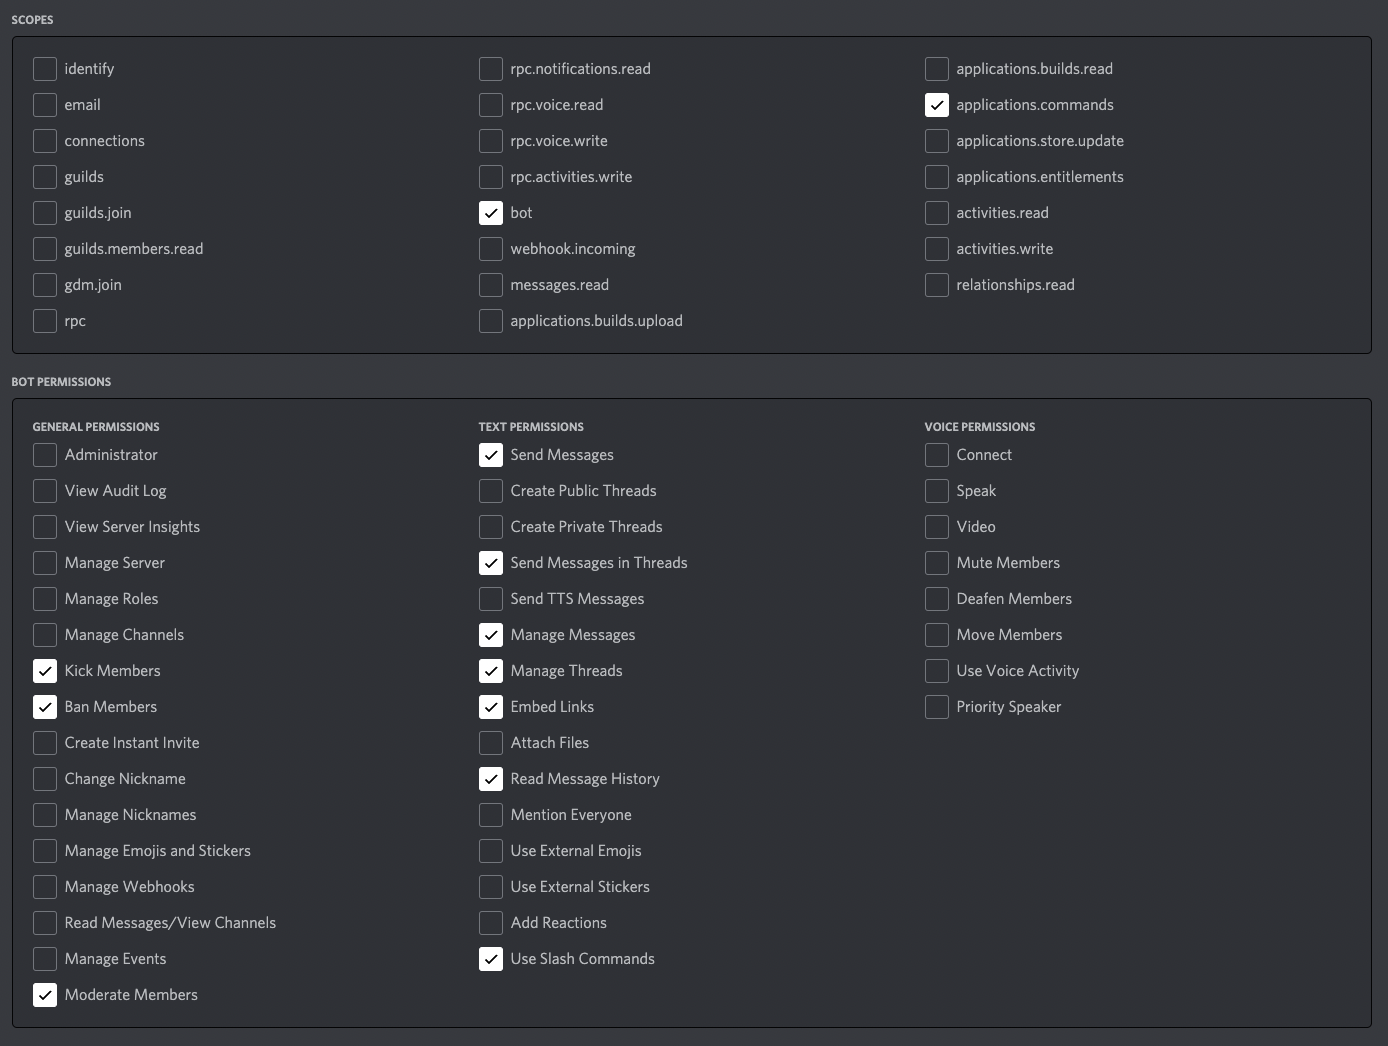 SCOPES
identify
email
connections
guilds
guilds.join
guilds.members.read
gdm.join
rpc
rpc.notifications.read
rpc.voice.read
rpc.voice.write
rpc.activities.write
bot
webhook.incoming
messages.read
applications.builds.upload
applications.builds.read
applications.commands
applications.store.update
applications.entitlements
activities.read
activities.write
relationships.read
BOT PERMISSIONS
GENERAL PERMISSIONS
Administrator
View Audit Log
View Server Insights
Manage Server
Manage Roles
Manage Channels
Kick Members
Ban Members
Create Instant Invite
Change Nickname
Manage Nicknames
Manage Emojis and Stickers
Manage Webhooks
Read Messages/View Channels
Manage Events
Moderate Members
TEXT PERMISSIONS
Send Messages
Create Public Threads
Create Private Threads
Send Messages in Threads
Send TTS Messages
Manage Messages
Manage Threads
Embed Links
Attach Files
Read Message History
Mention Everyone
Use External Emojis
Use External Stickers
Add Reactions
Use Slash Commands
VOICE PERMISSIONS
Connect
Speak
Video
Mute Members
Deafen Members
Move Members
Use Voice Activity
Priority Speaker